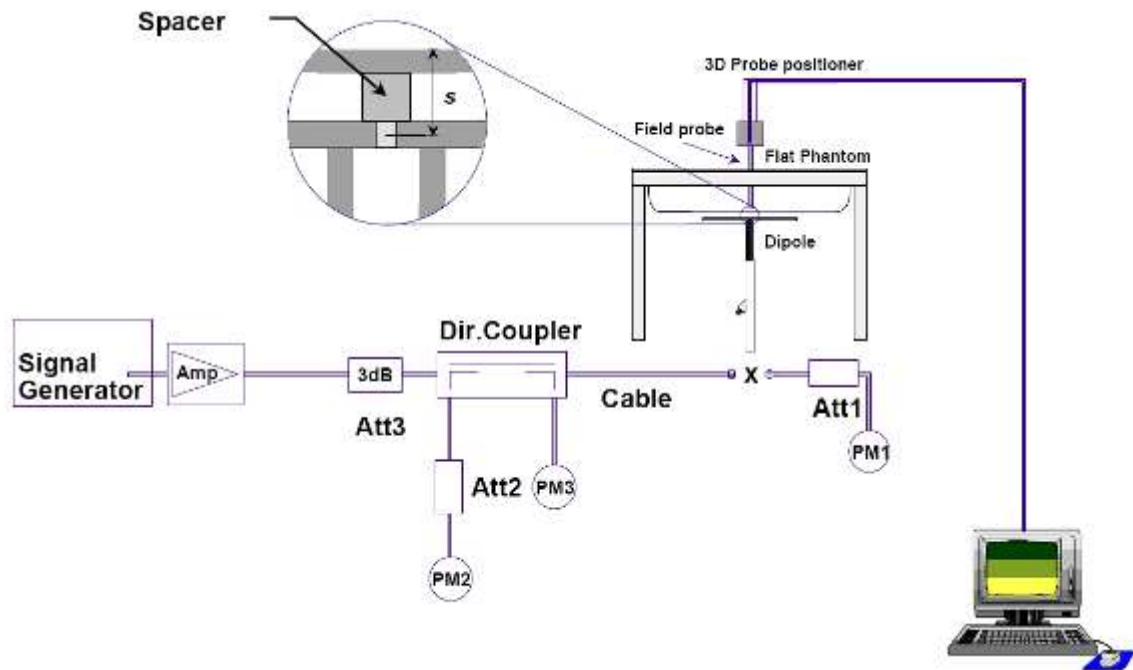 Spacer
s
3D Probe positioner
Field probe
Flat Phantom
Dipole
Dir.Coupler
Signal
Generator
Amp
3dB
Cable
X
Att1
Att3
PM1
Att2
PM3
PM2